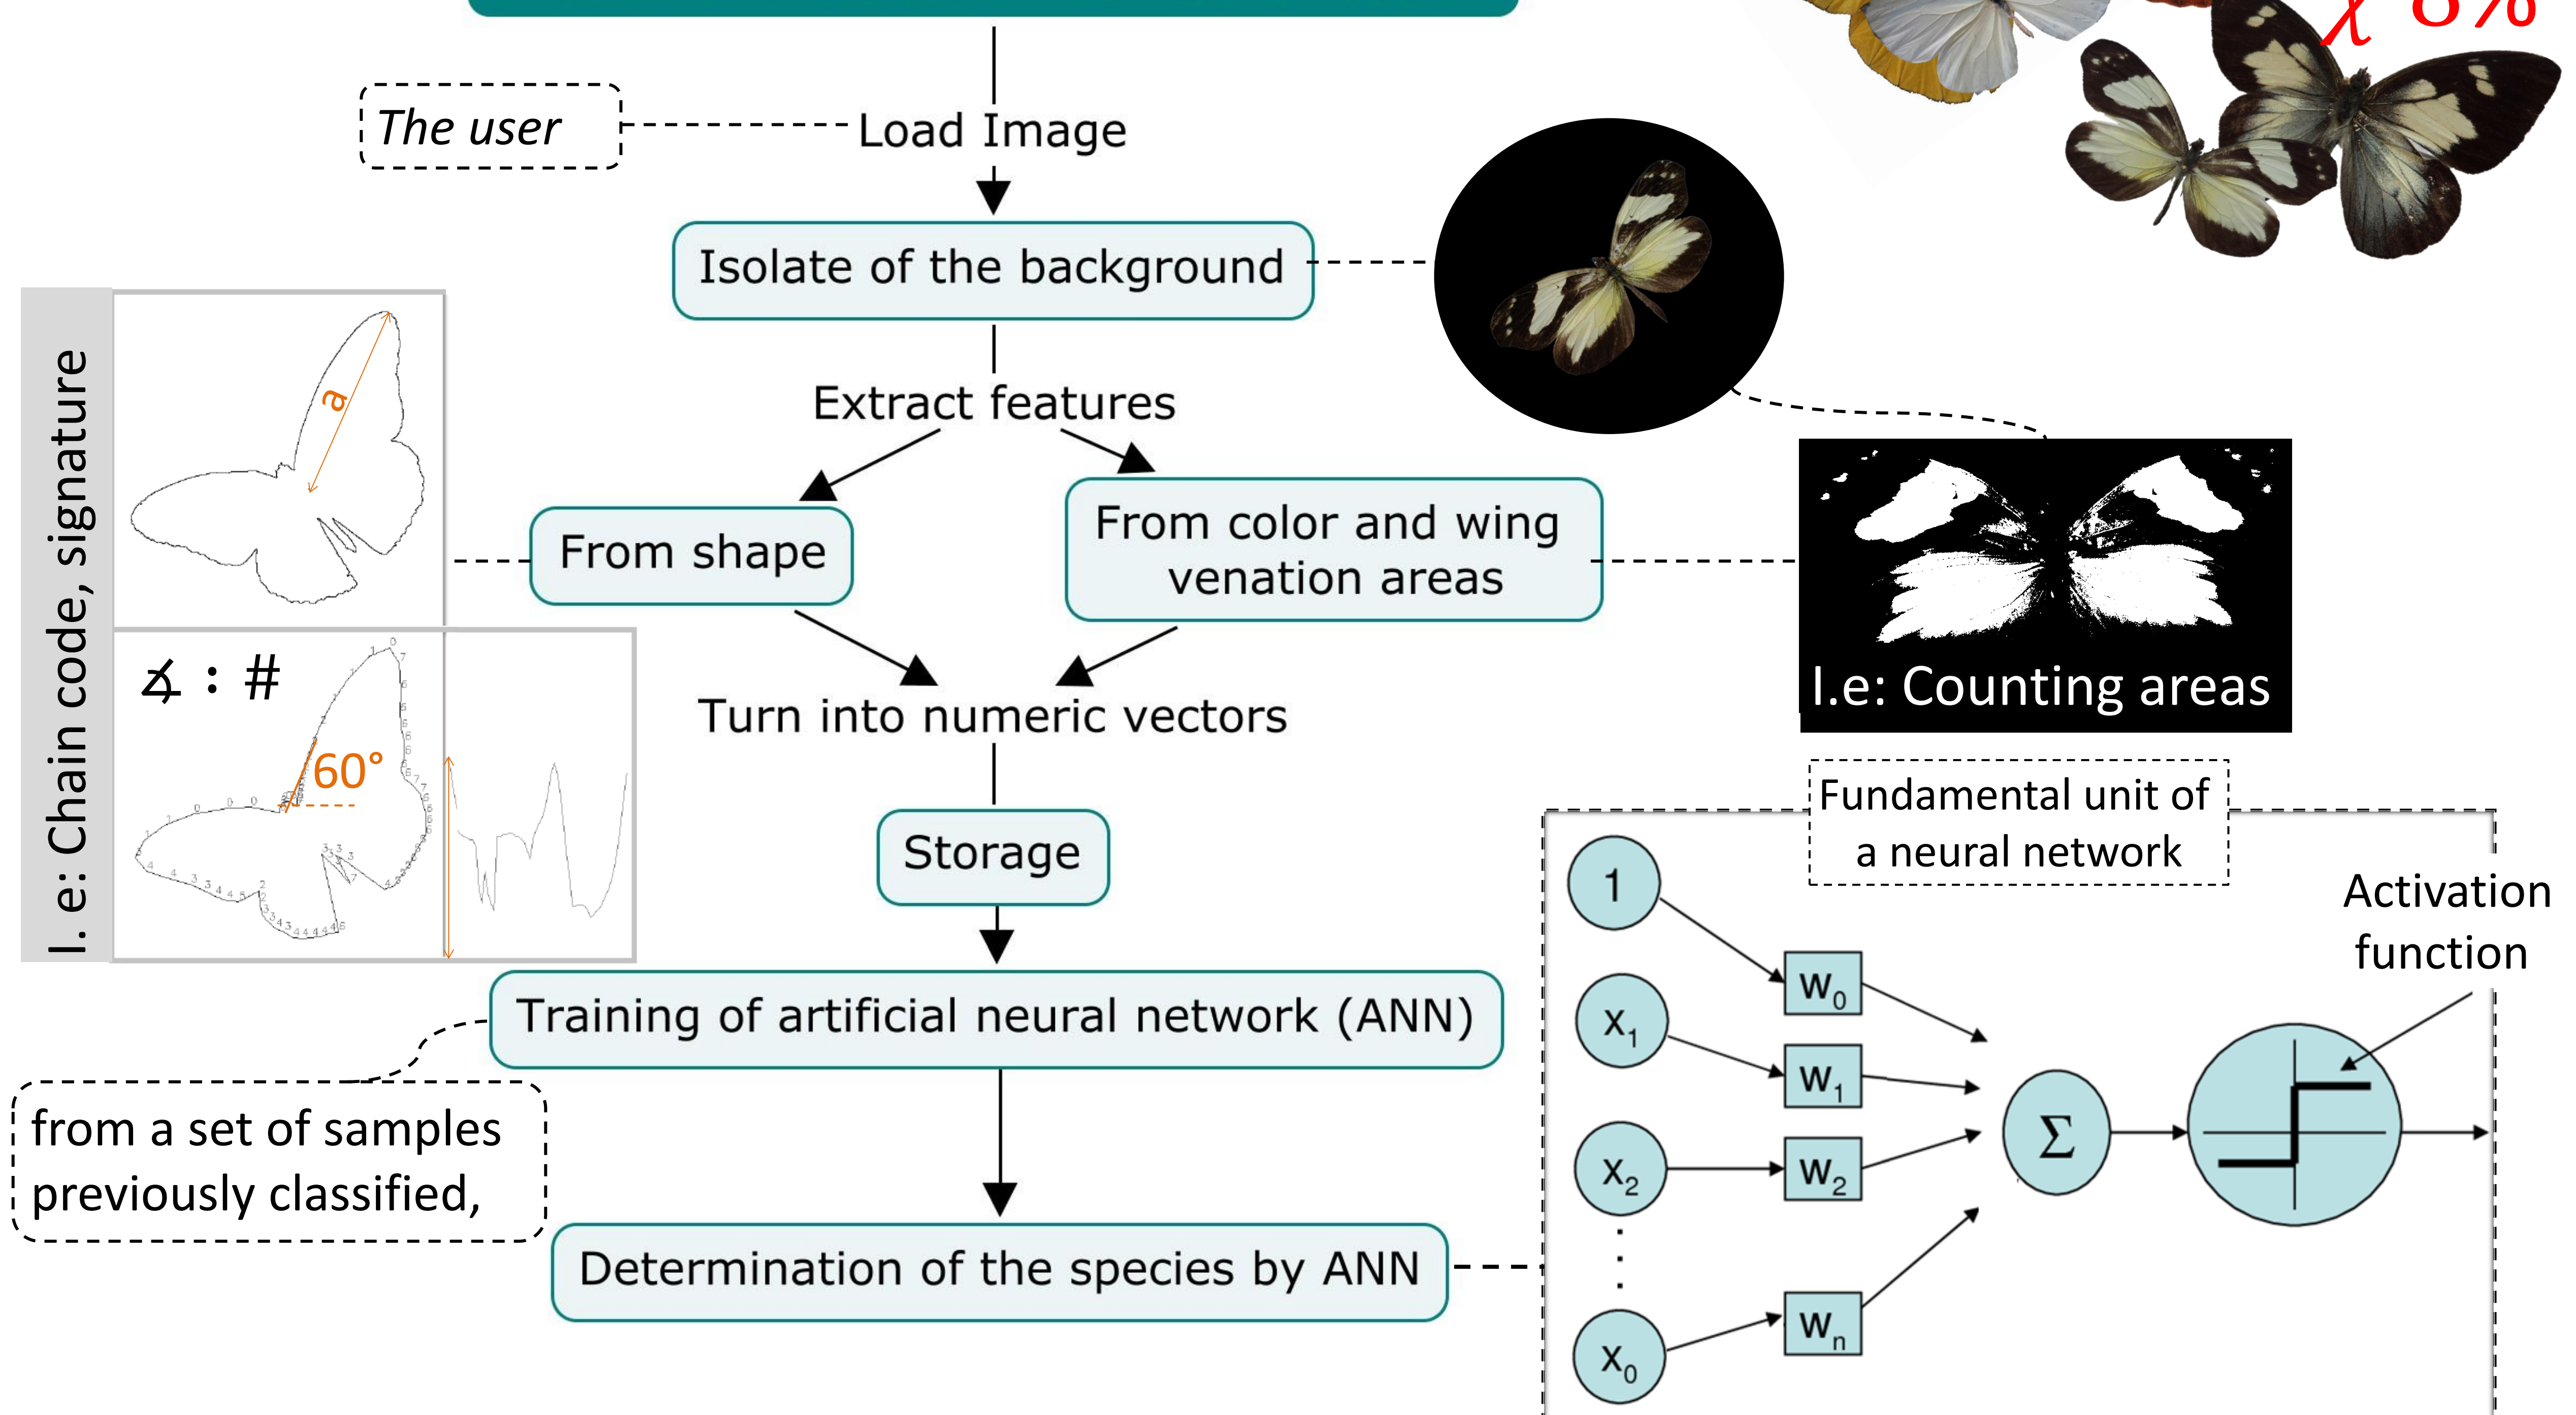 χ 8%
The user
Load Image
Isolate of the background
Extract features
I. e: Chain code, signature
a
From shape
From color and wing
venation areas
I.e: Counting areas
∡ : #
60°
Turn into numeric vectors
Storage
Training of artificial neural network (ANN)
from a set of samples
previously classified,
Determination of the species by ANN
Fundamental unit of
a neural network
Activation
function
1
x₁
x₂
x₀
w₀
w₁
w₂
wₙ
Σ